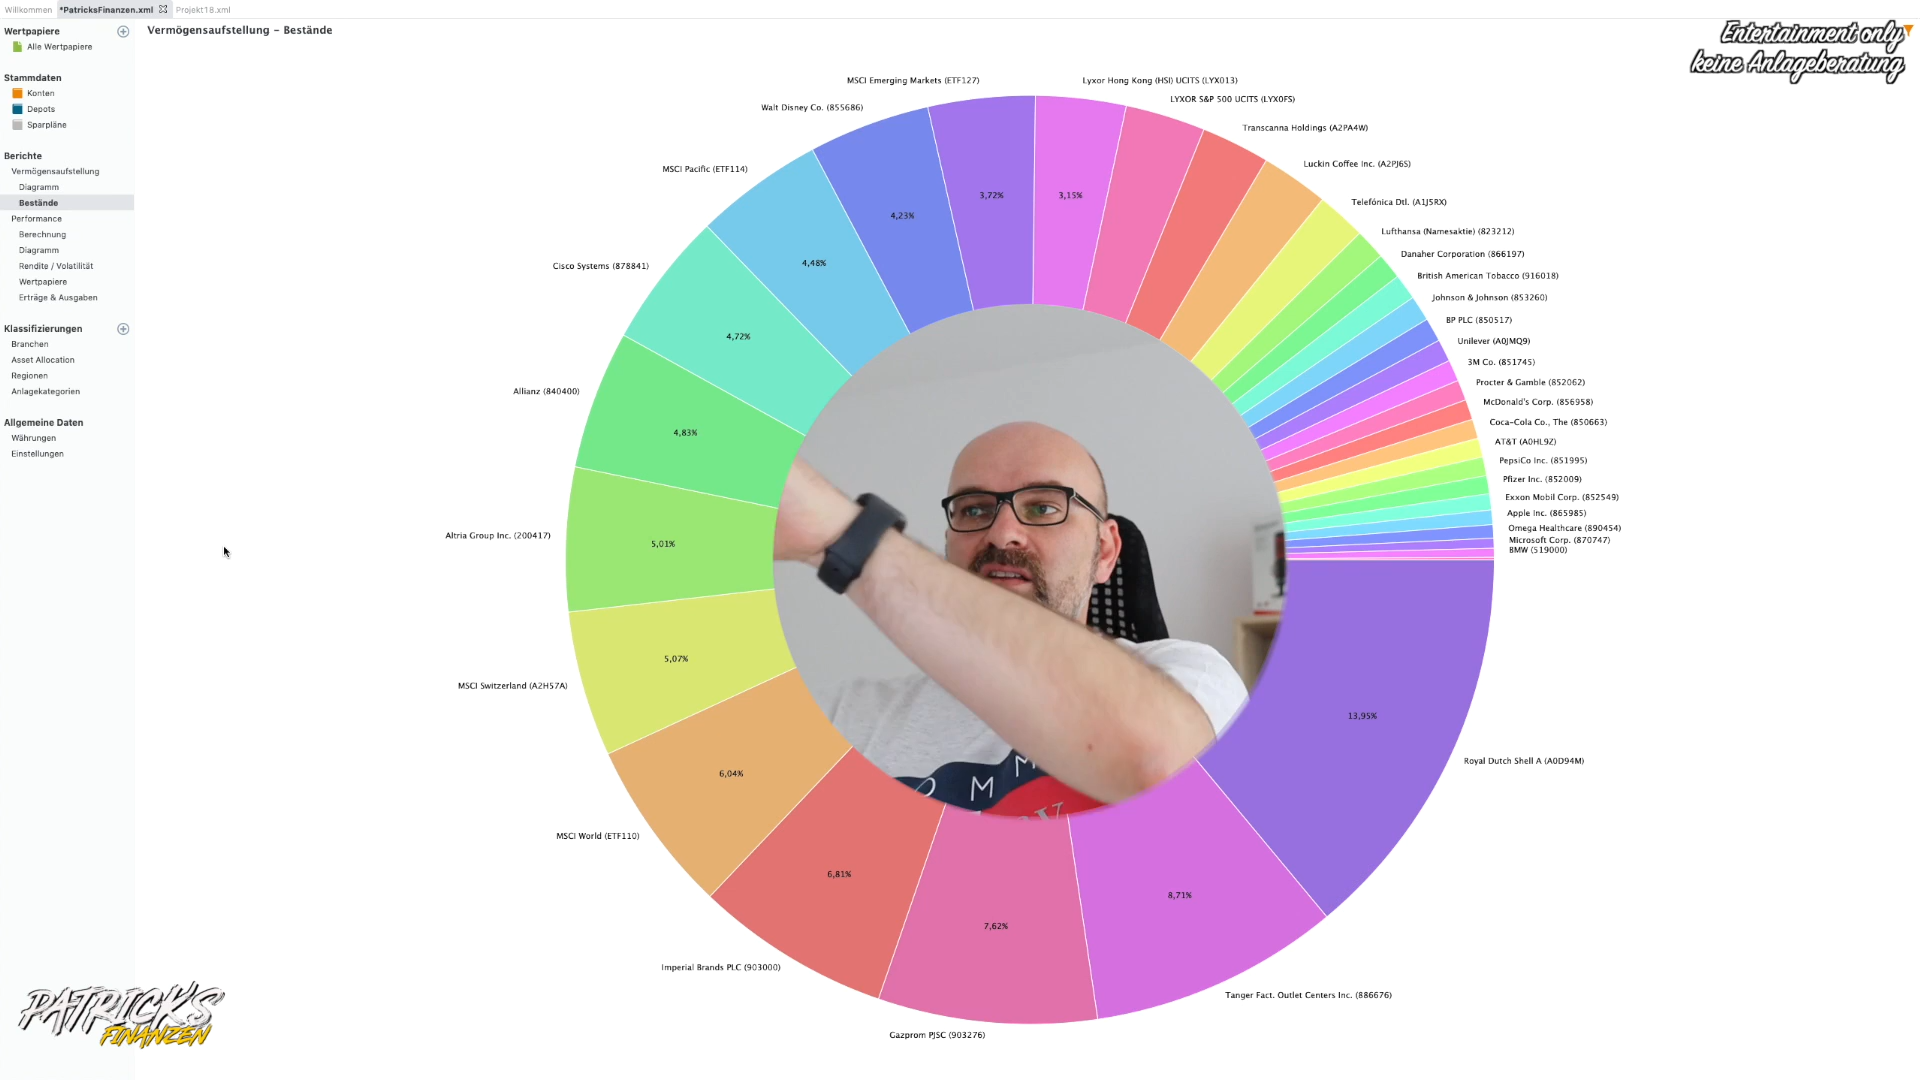 Willkommen
*PatricksFinanzen.xml
Projekt18.xml
Wertpapiere
Alle Wertpapiere
Stammdaten
Konten
Depots
Sparpläne
Berichte
Vermögensaufstellung
Diagramm
Bestände
Performance
Berechnung
Diagramm
Rendite / Volatilität
Wertpapiere
Erträge & Ausgaben
Klassifizierungen
Branchen
Asset Allocation
Regionen
Anlagekategorien
Allgemeine Daten
Währungen
Einstellungen
PATRICKS
FINANZEN
Vermögensaufstellung – Bestände
Entertainment only
keine Anlageberatung
MSCI Emerging Markets (ETF127)
Lyxor Hong Kong (HSI) UCITS (LYX013)
LYXOR S&P 500 UCITS (LYX0FS)
Walt Disney Co. (855686)
Transcanna Holdings (A2PA4W)
Luckin Coffee Inc. (A2PJ6S)
MSCI Pacific (ETF114)
Telefónica Dtl. (A1J5RX)
Lufthansa (Namesaktie) (823212)
Danaher Corporation (866197)
Cisco Systems (878841)
British American Tobacco (916018)
Johnson & Johnson (853260)
BP PLC (850517)
Unilever (A0JMQ9)
3M Co. (851745)
Procter & Gamble (852062)
Allianz (840400)
McDonald's Corp. (856958)
Coca-Cola Co., The (850663)
AT&T (A0HL9Z)
PepsiCo Inc. (851995)
Pfizer Inc. (852009)
Exxon Mobil Corp. (852549)
Apple Inc. (865985)
Omega Healthcare (890454)
Altria Group Inc. (200417)
Microsoft Corp. (870747)
BMW (519000)
MSCI Switzerland (A2H57A)
Royal Dutch Shell A (A0D94M)
MSCI World (ETF110)
Imperial Brands PLC (903000)
Tanger Fact. Outlet Centers Inc. (886676)
Gazprom PJSC (903276)
3,72%
3,15%
4,23%
4,48%
4,72%
4,83%
5,01%
5,07%
13,95%
6,04%
6,81%
8,71%
7,62%
O M M